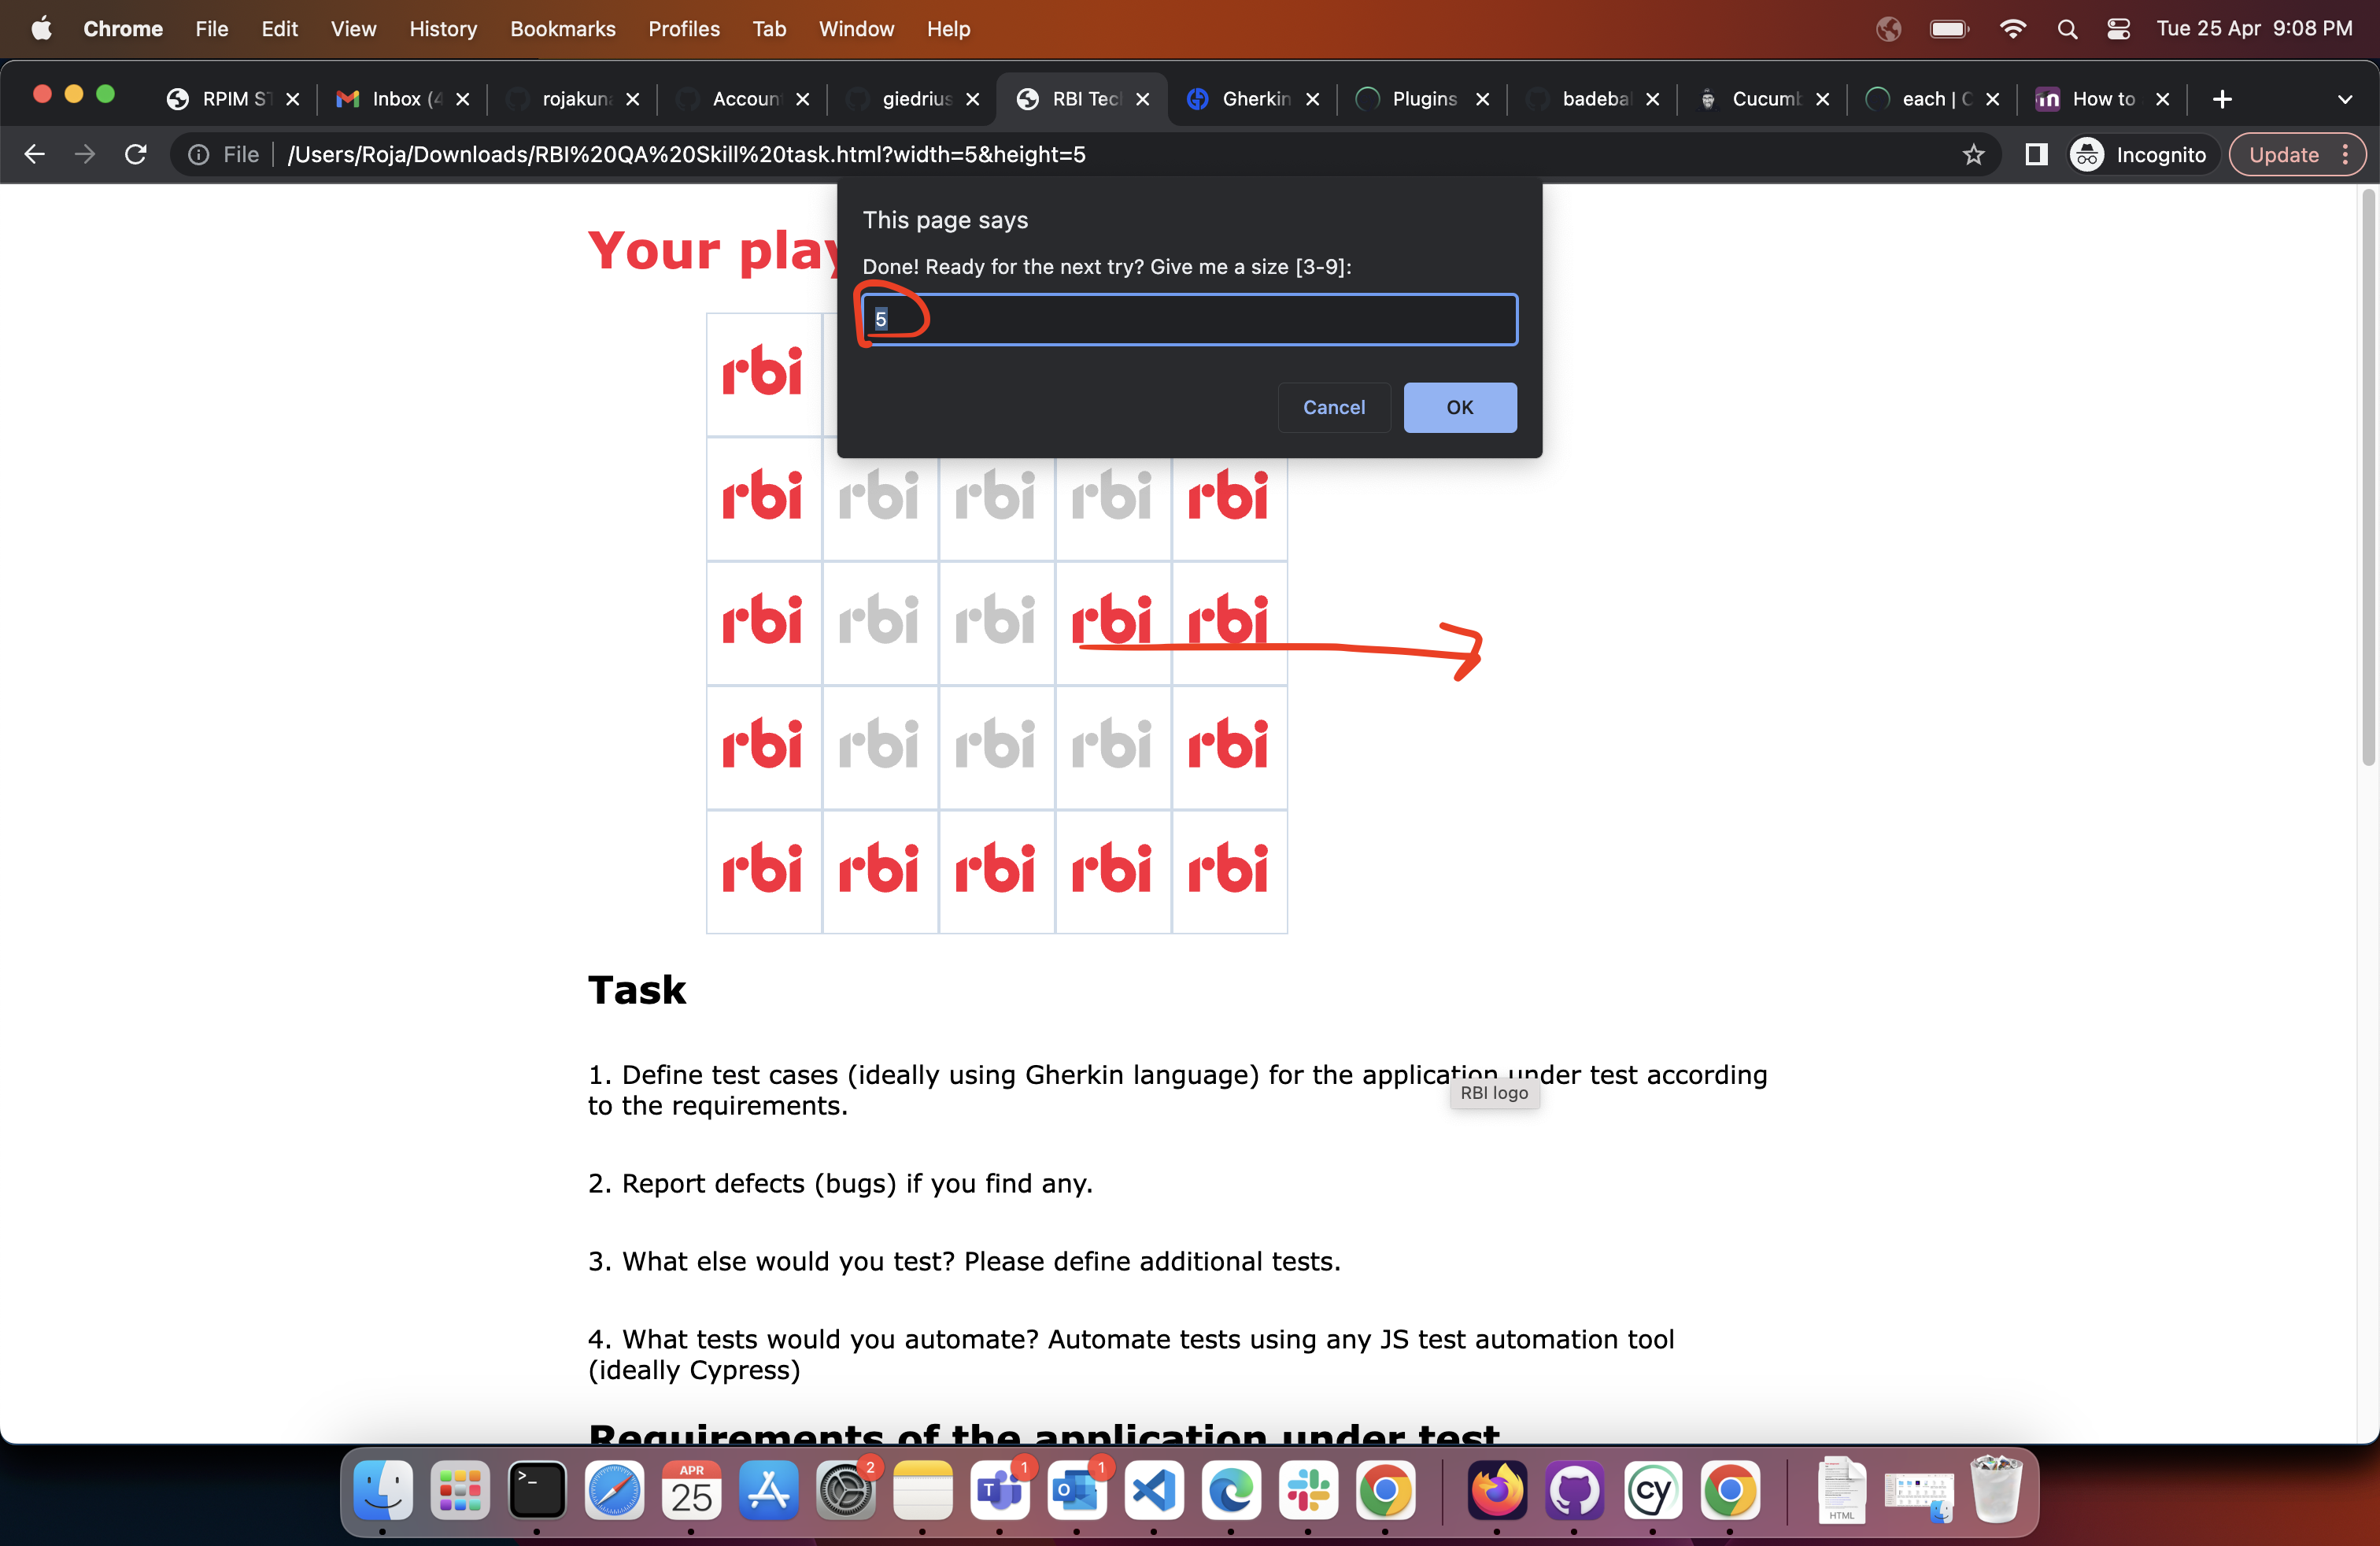 Chrome File Edit View History Bookmarks Profiles Tab Window Help Tue 25 Apr 9:08 PM
RPIM ST Inbox (4 rojakuna Accoun giedrius RBI Tec Gherkin Plugins badeba Cucumb each | C How to
File /Users/Roja/Downloads/RBI%20QA%20Skill%20task.html?width=5&height=5 Incognito Update
This page says
Your play
Done! Ready for the next try? Give me a size [3-9]:
5
rbi
Cancel OK
rbi rbi rbi rbi rbi
rbi rbi rbi rbi rbi
rbi rbi rbi rbi rbi
rbi rbi rbi rbi rbi
Task
1. Define test cases (ideally using Gherkin language) for the application under test according
RBI logo
to the requirements.
2. Report defects (bugs) if you find any.
3. What else would you test? Please define additional tests.
4. What tests would you automate? Automate tests using any JS test automation tool
(ideally Cypress)
Requirements of the application under test
APR 2 1 1
25 T O cy HTML